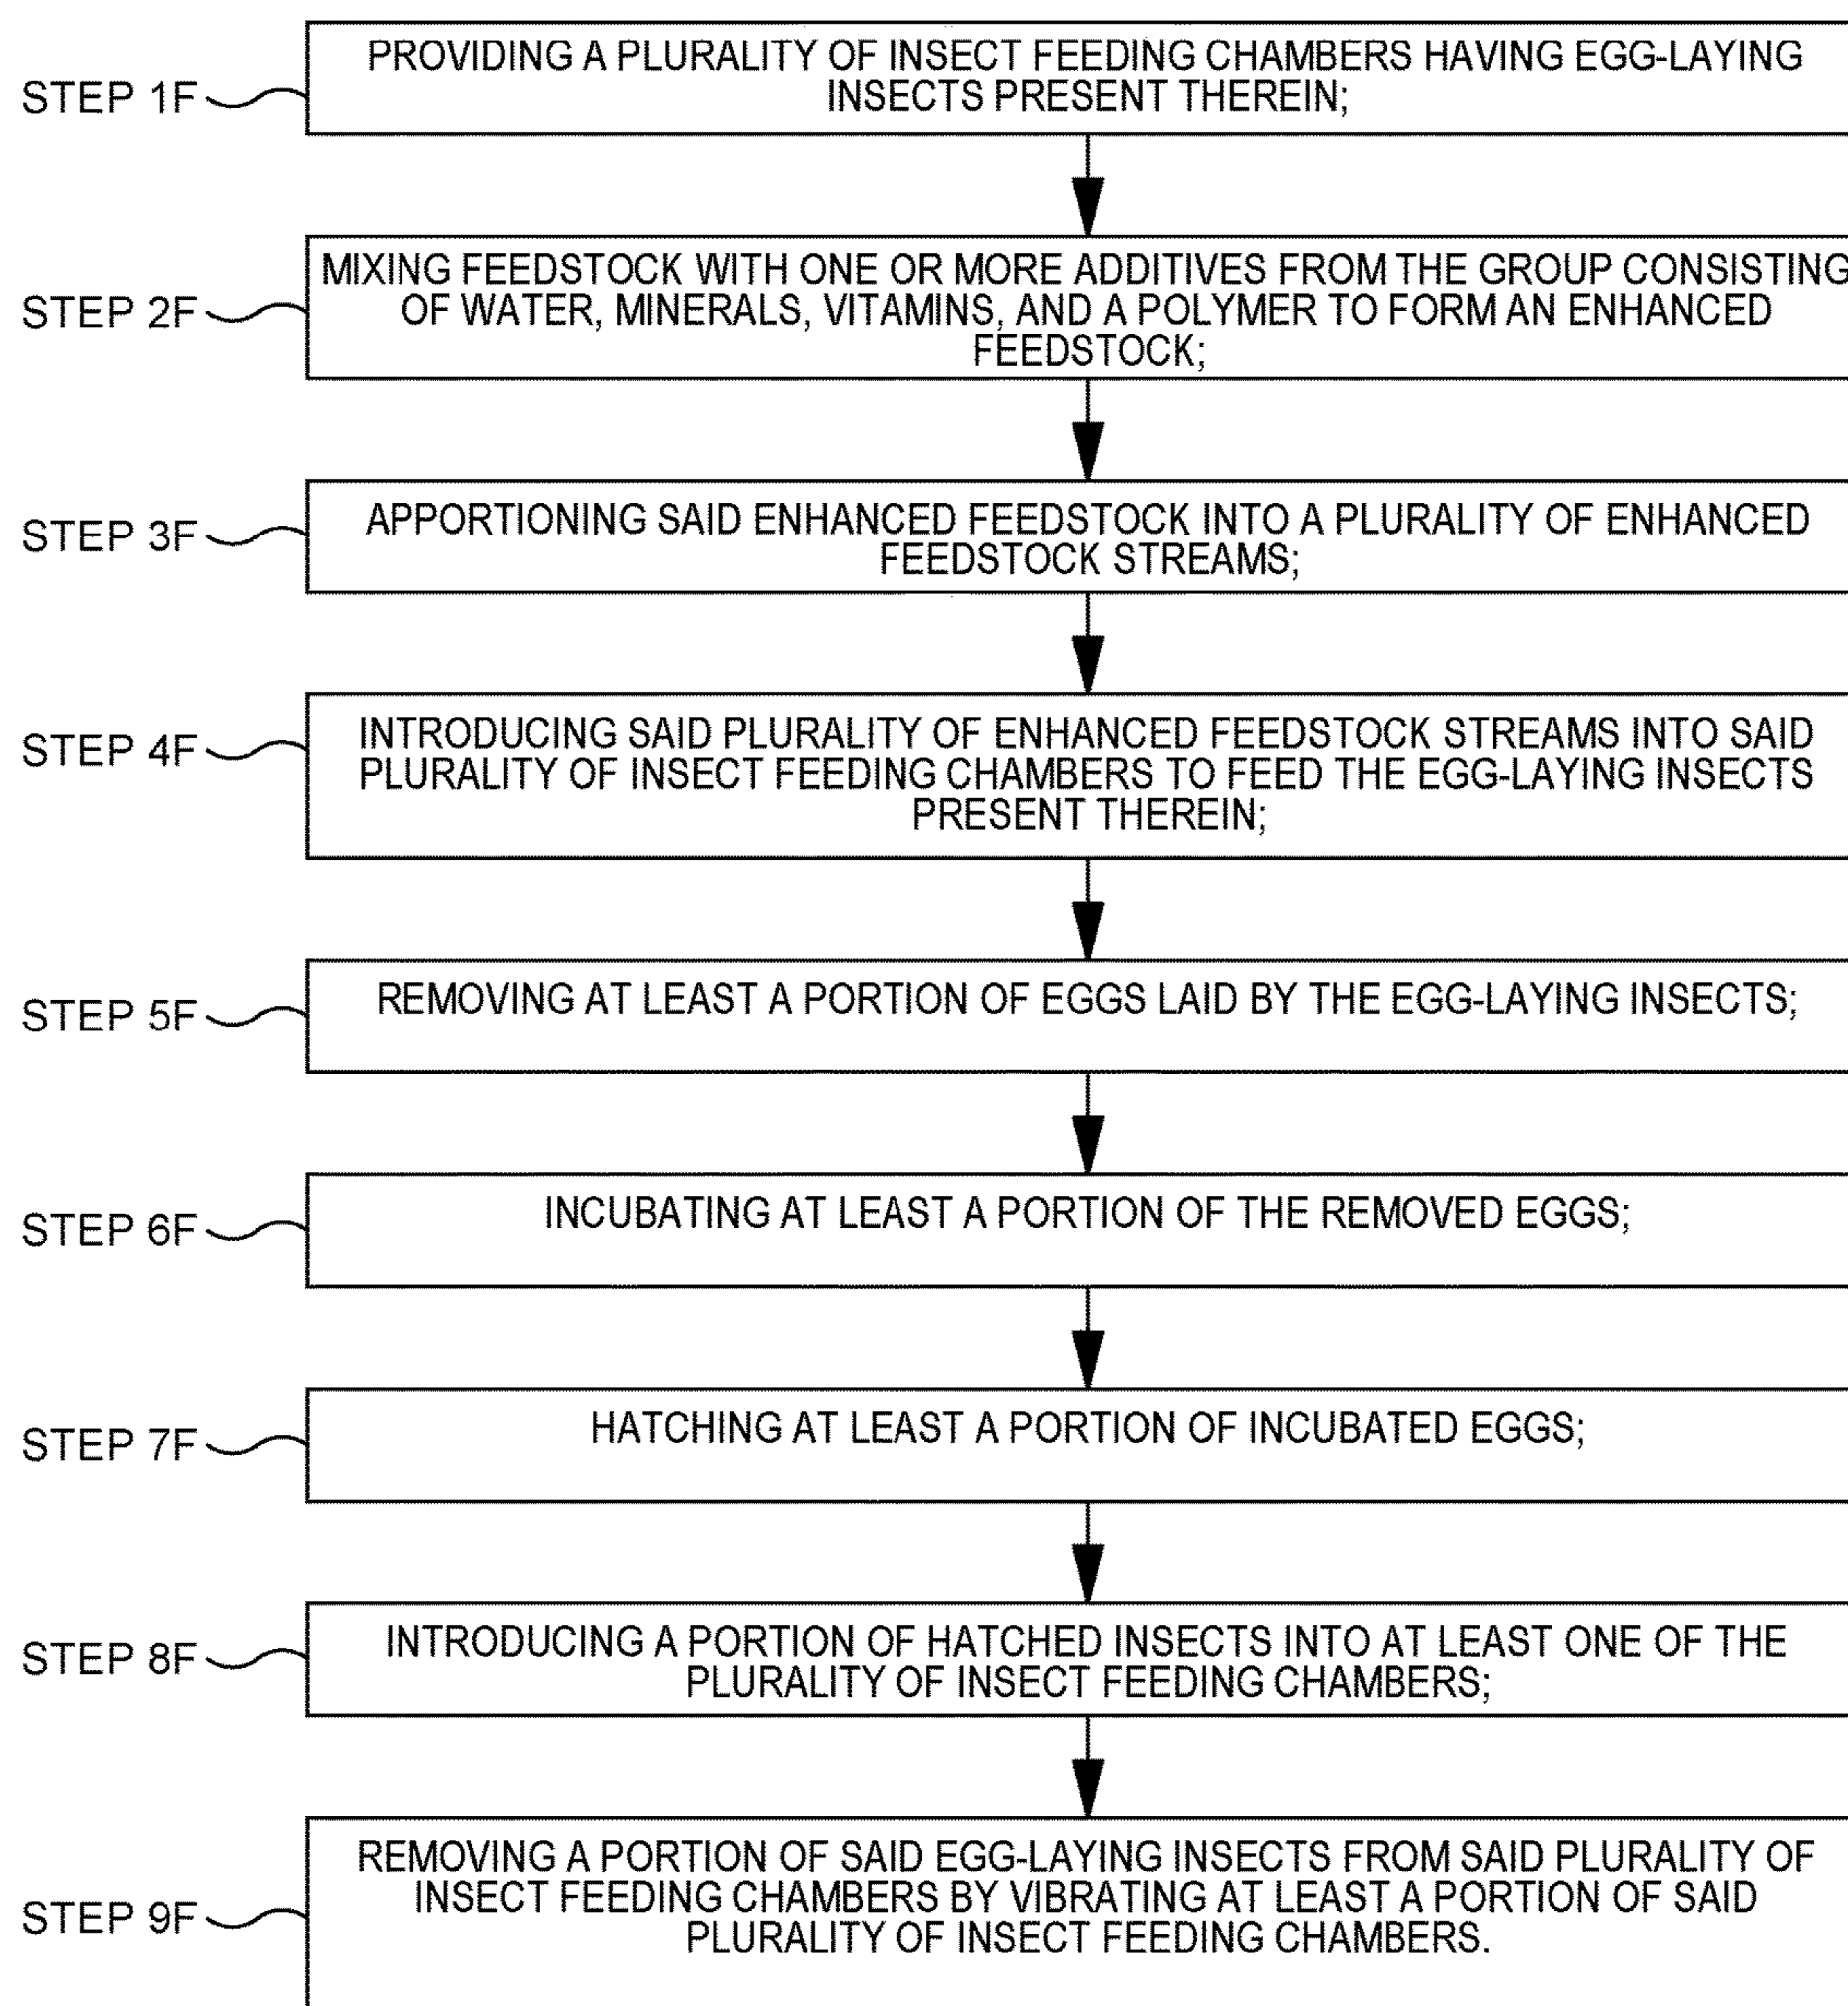 STEP 1F
PROVIDING A PLURALITY OF INSECT FEEDING CHAMBERS HAVING EGG-LAYING
INSECTS PRESENT THEREIN;
STEP 2F
MIXING FEEDSTOCK WITH ONE OR MORE ADDITIVES FROM THE GROUP CONSISTING
OF WATER, MINERALS, VITAMINS, AND A POLYMER TO FORM AN ENHANCED
FEEDSTOCK;
STEP 3F
APPORTIONING SAID ENHANCED FEEDSTOCK INTO A PLURALITY OF ENHANCED
FEEDSTOCK STREAMS;
STEP 4F
INTRODUCING SAID PLURALITY OF ENHANCED FEEDSTOCK STREAMS INTO SAID
PLURALITY OF INSECT FEEDING CHAMBERS TO FEED THE EGG-LAYING INSECTS
PRESENT THEREIN;
STEP 5F
REMOVING AT LEAST A PORTION OF EGGS LAID BY THE EGG-LAYING INSECTS;
STEP 6F
INCUBATING AT LEAST A PORTION OF THE REMOVED EGGS;
STEP 7F
HATCHING AT LEAST A PORTION OF INCUBATED EGGS;
STEP 8F
INTRODUCING A PORTION OF HATCHED INSECTS INTO AT LEAST ONE OF THE
PLURALITY OF INSECT FEEDING CHAMBERS;
STEP 9F
REMOVING A PORTION OF SAID EGG-LAYING INSECTS FROM SAID PLURALITY OF
INSECT FEEDING CHAMBERS BY VIBRATING AT LEAST A PORTION OF SAID
PLURALITY OF INSECT FEEDING CHAMBERS.